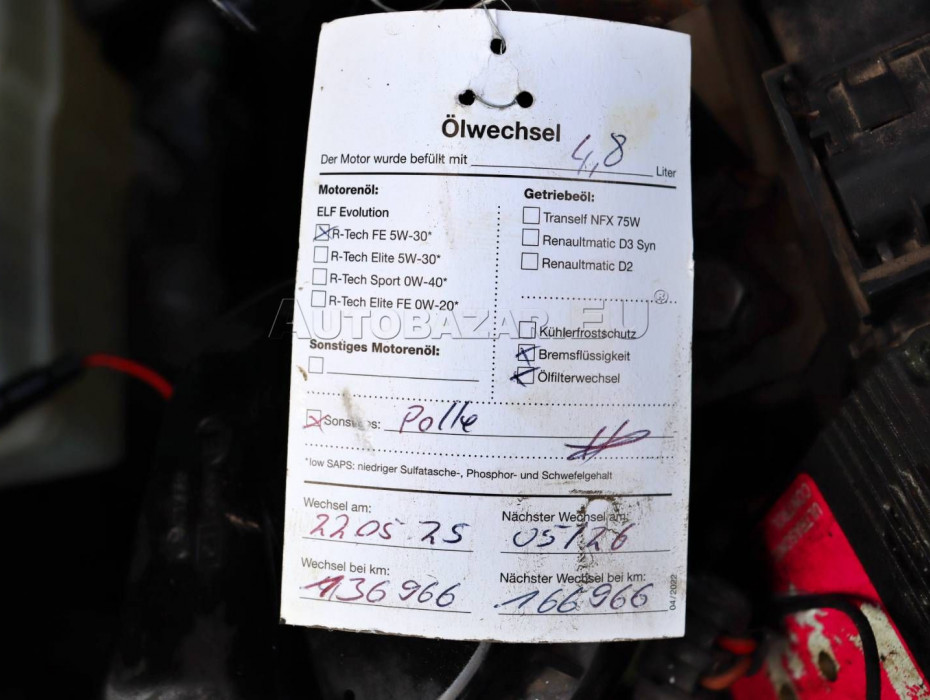 Ölwechsel
Der Motor wurde befüllt mit 4,8 Liter
Motorenöl:
ELF Evolution
R-Tech FE 5W-30*
R-Tech Elite 5W-30*
R-Tech Sport 0W-40*
R-Tech Elite FE 0W-20*
Sonstiges Motorenöl:
Getriebeöl:
Tranself NFX 75W
Renaultmatic D3 Syn
Renaultmatic D2
Kühlerfrostschutz
Bremsflüssigkeit
Ölfilterwechsel
AUTOBAZAR.EU®
Sonstiges: Polle
*low SAPS: niedriger Sulfatasche-, Phosphor- und Schwefelgehalt
Wechsel am:
22.05.25
Nächster Wechsel am:
05/26
Wechsel bei km:
136 966
Nächster Wechsel bei km:
166 966
04/2022